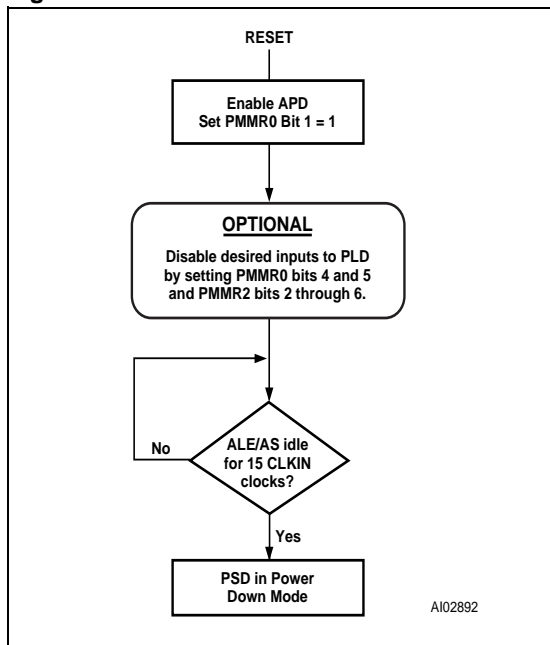 RESET
Enable APD
Set PMMR0 Bit 1 = 1
OPTIONAL
Disable desired inputs to PLD
by setting PMMR0 bits 4 and 5
and PMMR2 bits 2 through 6.
No
ALE/AS idle
for 15 CLKIN
clocks?
Yes
PSD in Power
Down Mode
AI02892